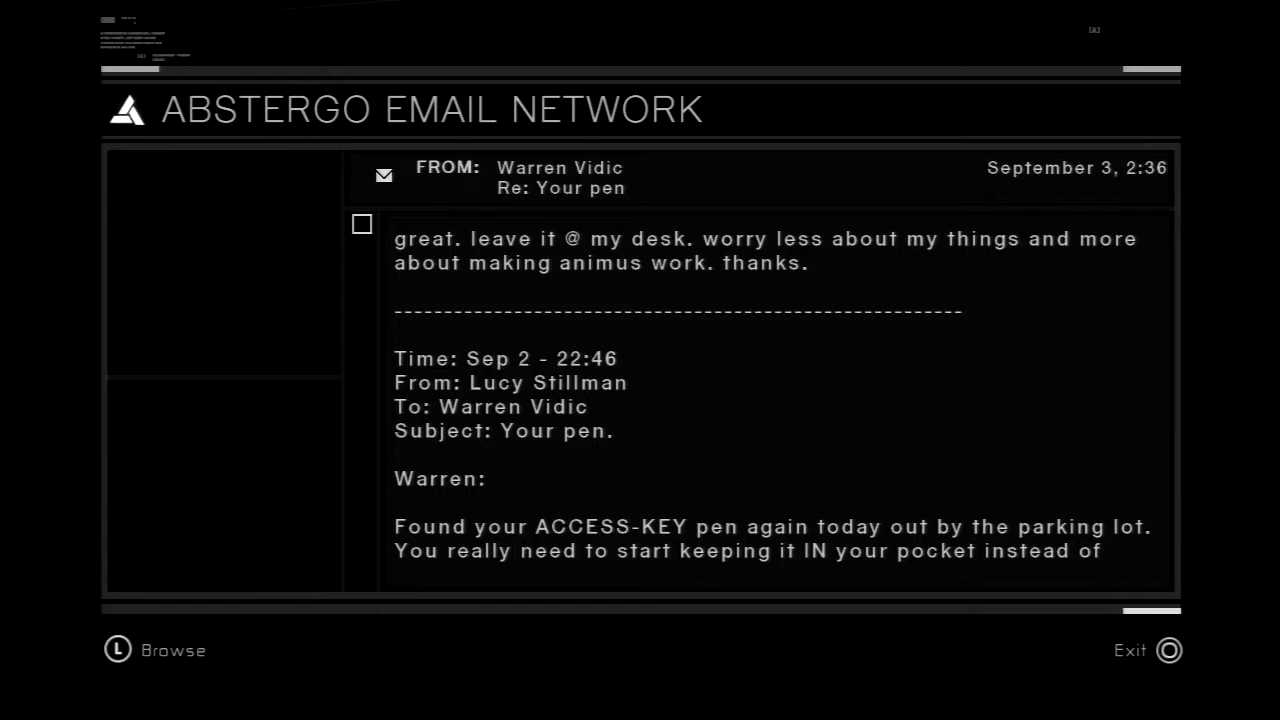 ABSTERGO EMAIL NETWORK
FROM: Warren Vidic September 3, 2:36
Re: Your pen
great. leave it @ my desk. worry less about my things and more
about making animus work. thanks.
----------------------------------------------------------
Time: Sep 2 - 22:46
From: Lucy Stillman
To: Warren Vidic
Subject: Your pen.
Warren:
Found your ACCESS-KEY pen again today out by the parking lot.
You really need to start keeping it IN your pocket instead of
L Browse
Exit